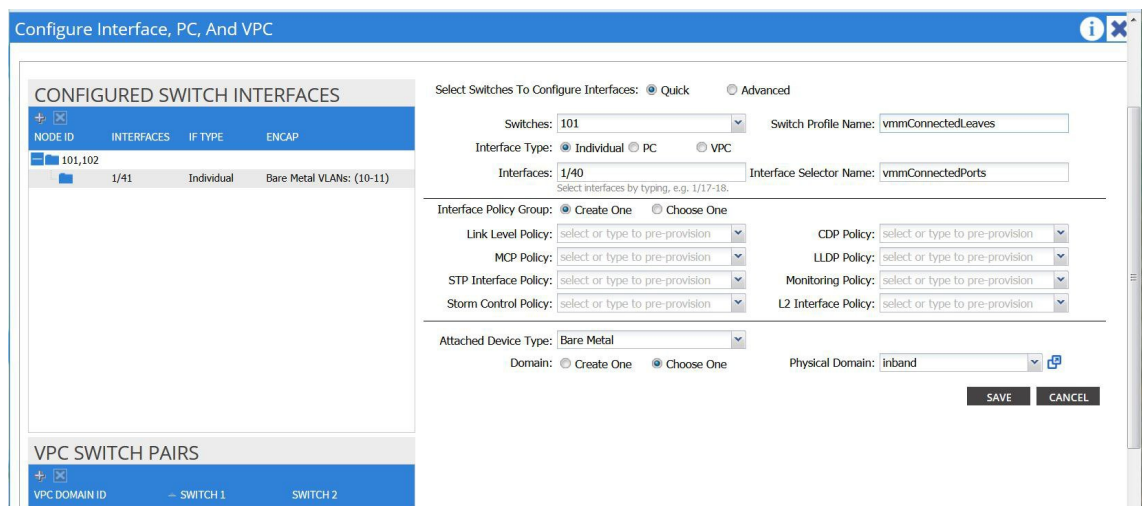 Configure Interface, PC, And VPC
CONFIGURED SWITCH INTERFACES
NODE ID INTERFACES IF TYPE ENCAP
101,102
1/41 Individual Bare Metal VLANs: (10-11)
VPC SWITCH PAIRS
VPC DOMAIN ID SWITCH 1 SWITCH 2
Select Switches To Configure Interfaces: Quick Advanced
Switches: 101 Switch Profile Name: vmmConnectedLeaves
Interface Type: Individual PC VPC
Interfaces: 1/40 Interface Selector Name: vmmConnectedPorts
Select interfaces by typing, e.g. 1/17-18.
Interface Policy Group: Create One Choose One
Link Level Policy: select or type to pre-provision CDP Policy: select or type to pre-provision
MCP Policy: select or type to pre-provision LLDP Policy: select or type to pre-provision
STP Interface Policy: select or type to pre-provision Monitoring Policy: select or type to pre-provision
Storm Control Policy: select or type to pre-provision L2 Interface Policy: select or type to pre-provision
Attached Device Type: Bare Metal
Domain: Create One Choose One Physical Domain: inband
SAVE CANCEL